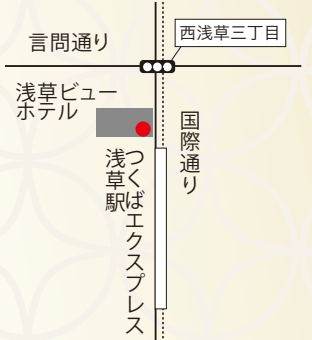 西浅草三丁目
言問通り
浅草ビュー
ホテル
国際通り
つくばエクスプレス
浅草駅